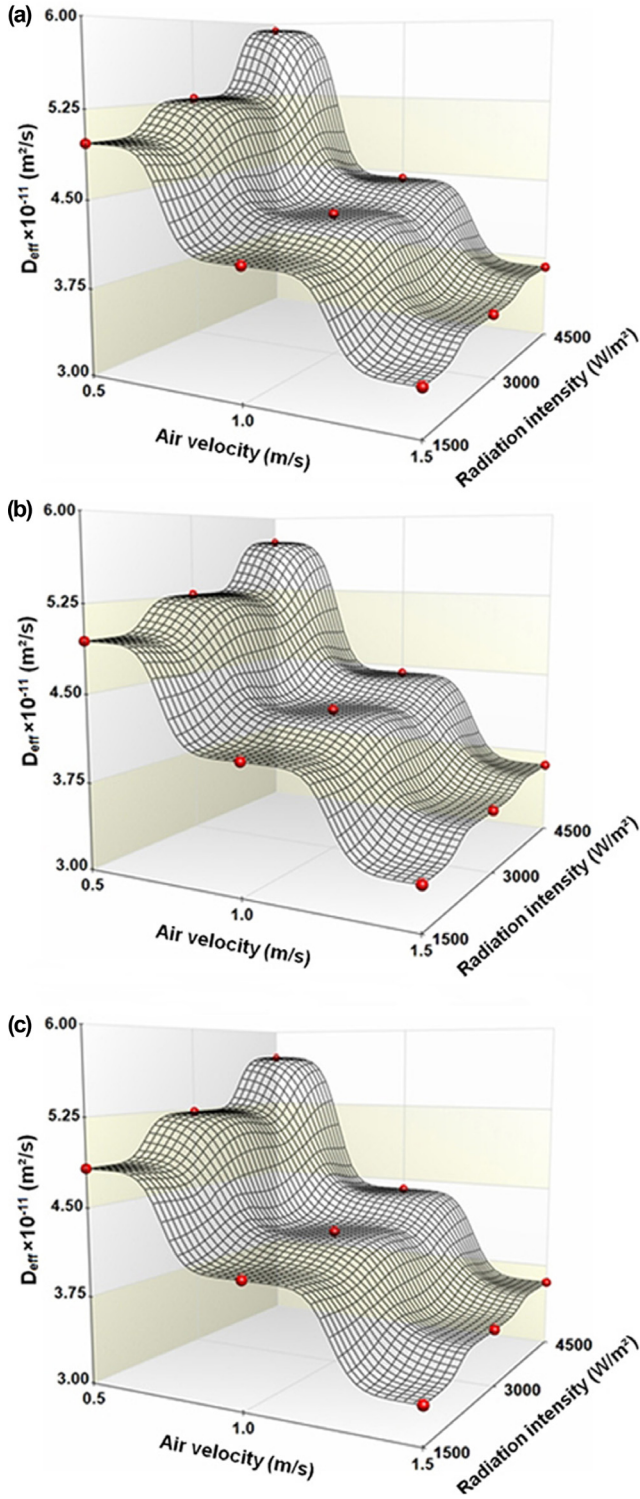 (a)
6.00
5.25
4.50
3.75
3.00
D_eff×10⁻¹¹ (m²/s)
0.5
1.0
1.5
Air velocity (m/s)
1500
3000
4500
Radiation intensity (W/m²)
(b)
6.00
5.25
4.50
3.75
3.00
D_eff×10⁻¹¹ (m²/s)
0.5
1.0
1.5
Air velocity (m/s)
1500
3000
4500
Radiation intensity (W/m²)
(c)
6.00
5.25
4.50
3.75
3.00
D_eff×10⁻¹¹ (m²/s)
0.5
1.0
1.5
Air velocity (m/s)
1500
3000
4500
Radiation intensity (W/m²)